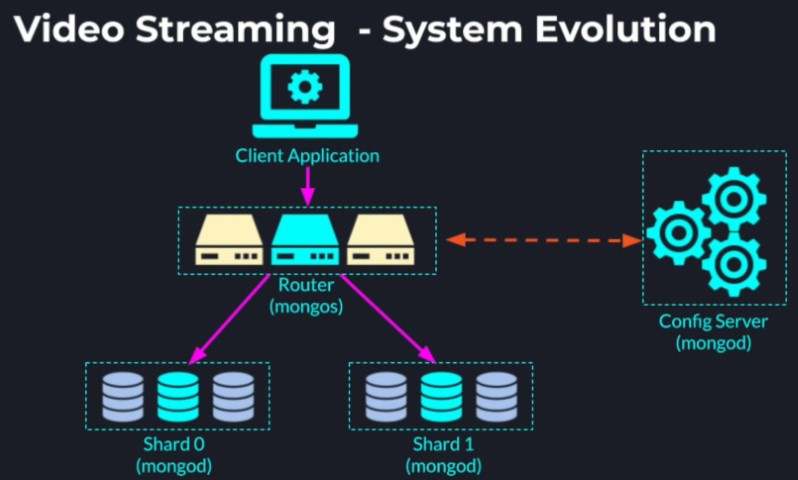 Video Streaming - System Evolution
Client Application
Router
(mongos)
Config Server
(mongod)
Shard 0
(mongod)
Shard 1
(mongod)